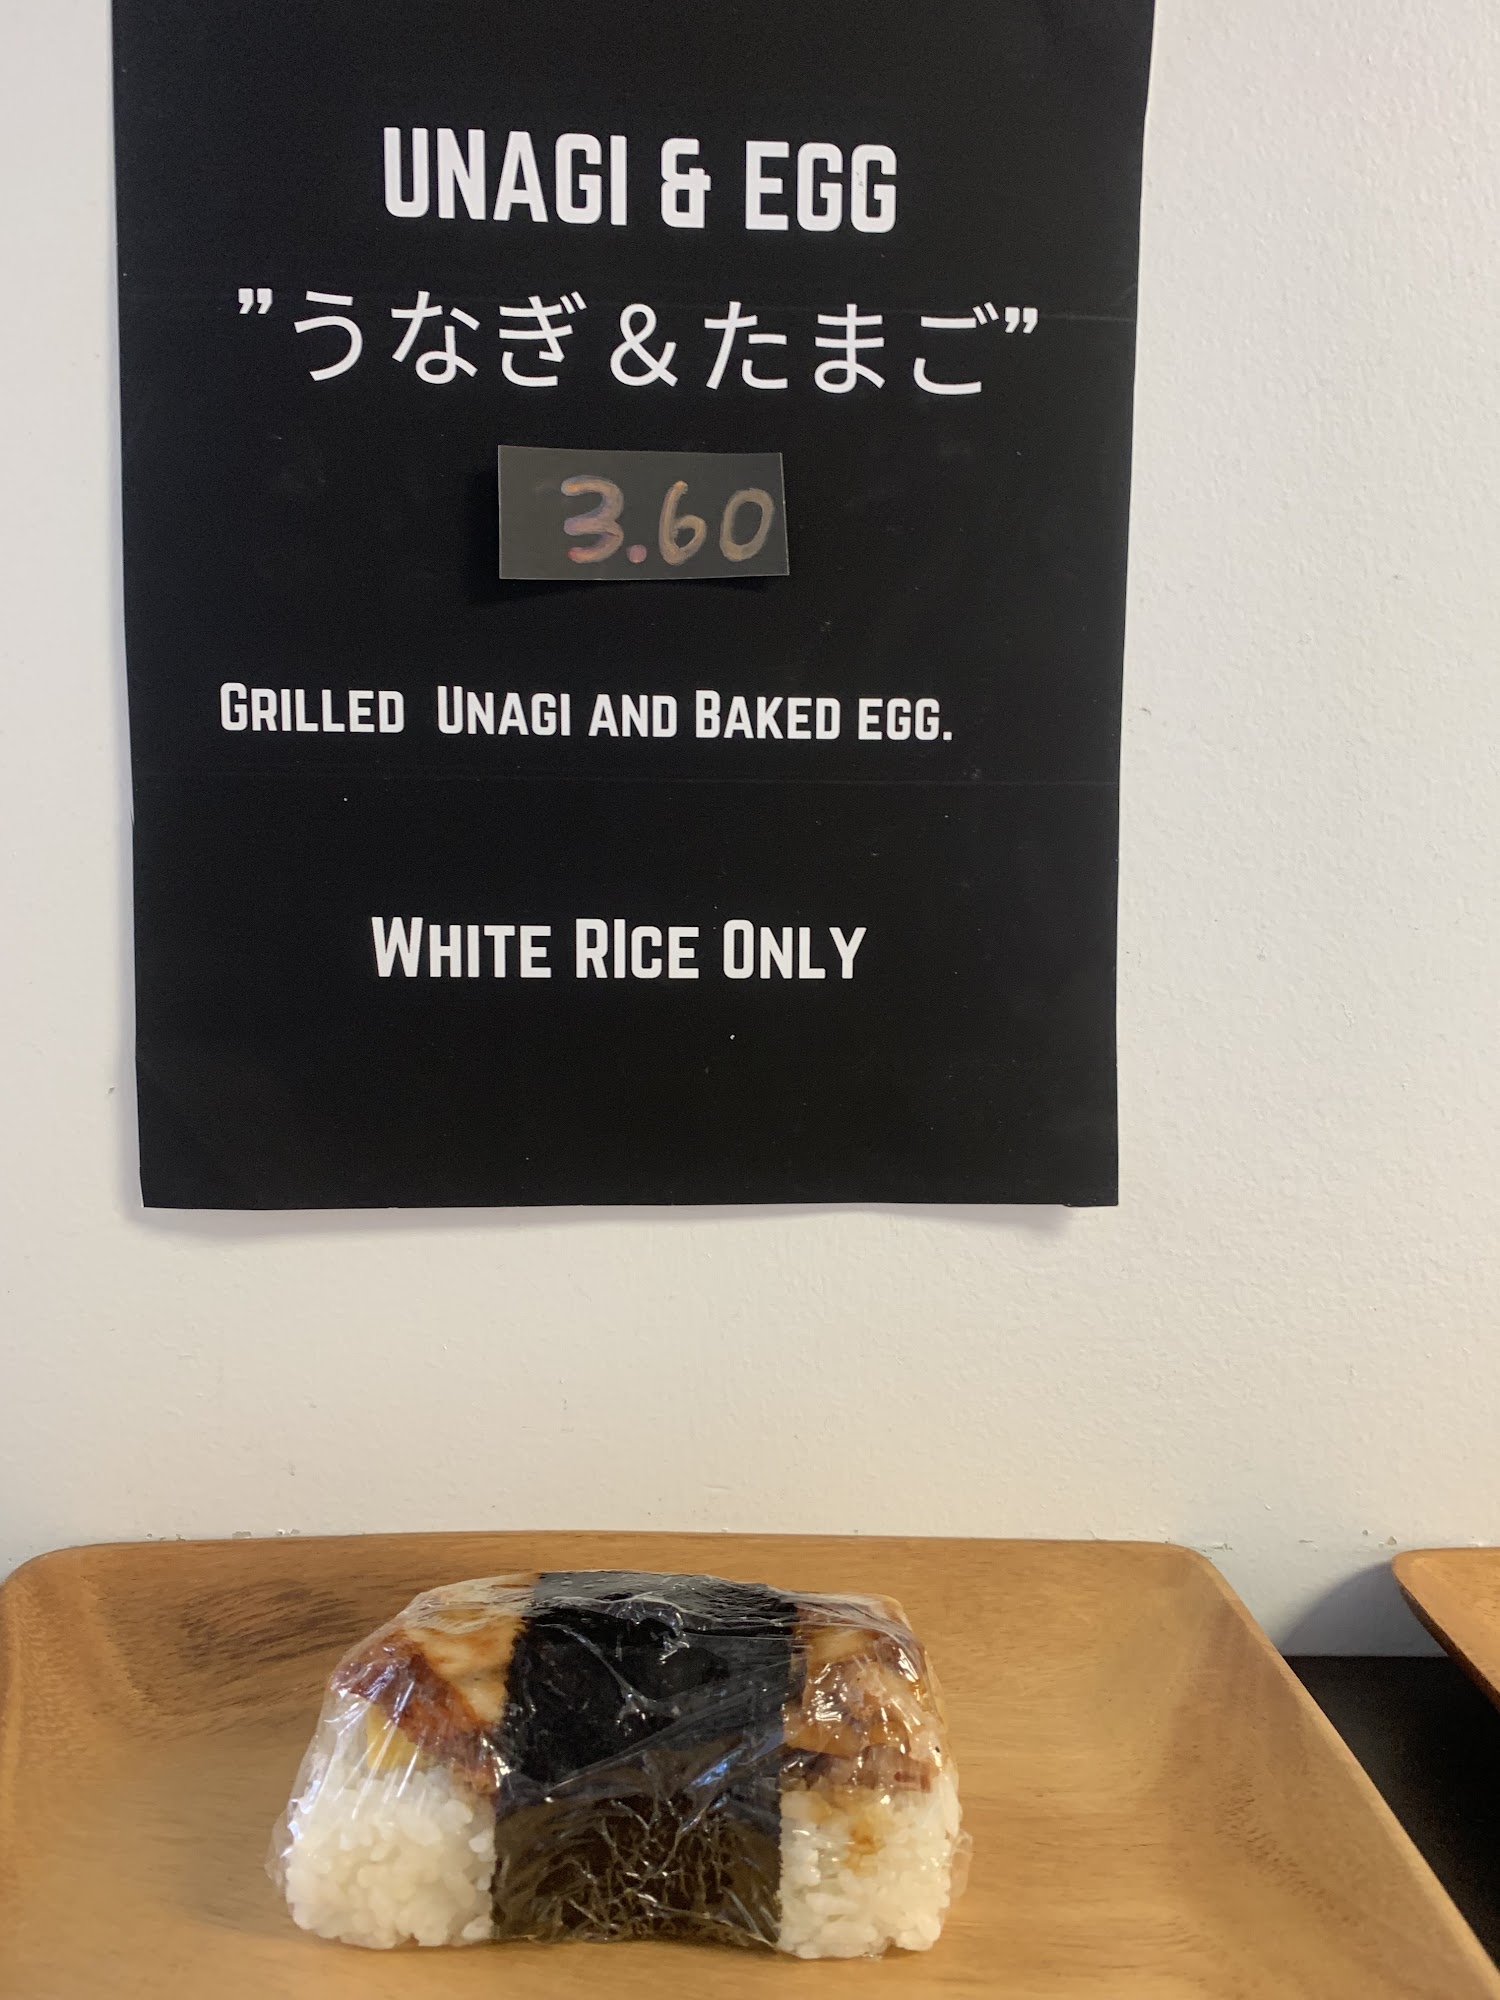 UNAGI & EGG
”うなぎ＆たまご”
3.60
GRILLED UNAGI AND BAKED EGG.
WHITE RICE ONLY